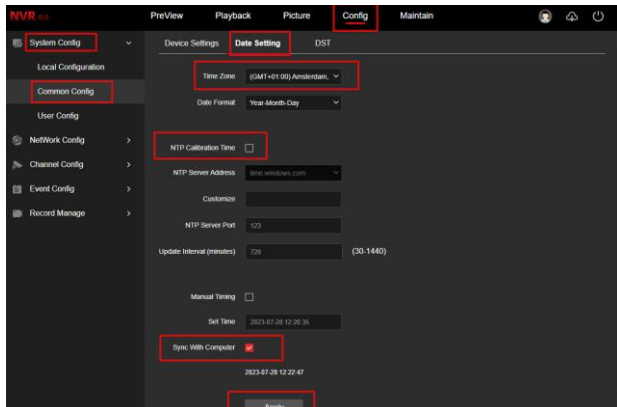 NVR 5.0 PreView Playback Picture Config Maintain
System Config
Local Configuration
Common Config
User Config
NetWork Config
Channel Config
Event Config
Record Manage
Device Settings Date Setting DST
Time Zone (GMT+01:00) Amsterdam,
Date Format Year-Month-Day
NTP Calibration Time
NTP Server Address time.windows.com
Customize
NTP Server Port 123
Update Interval (minutes) 720 (30-1440)
Manual Timing
Set Time 2023-07-28 12:20:35
Sync With Computer
2023-07-28 12:22:47
Apply